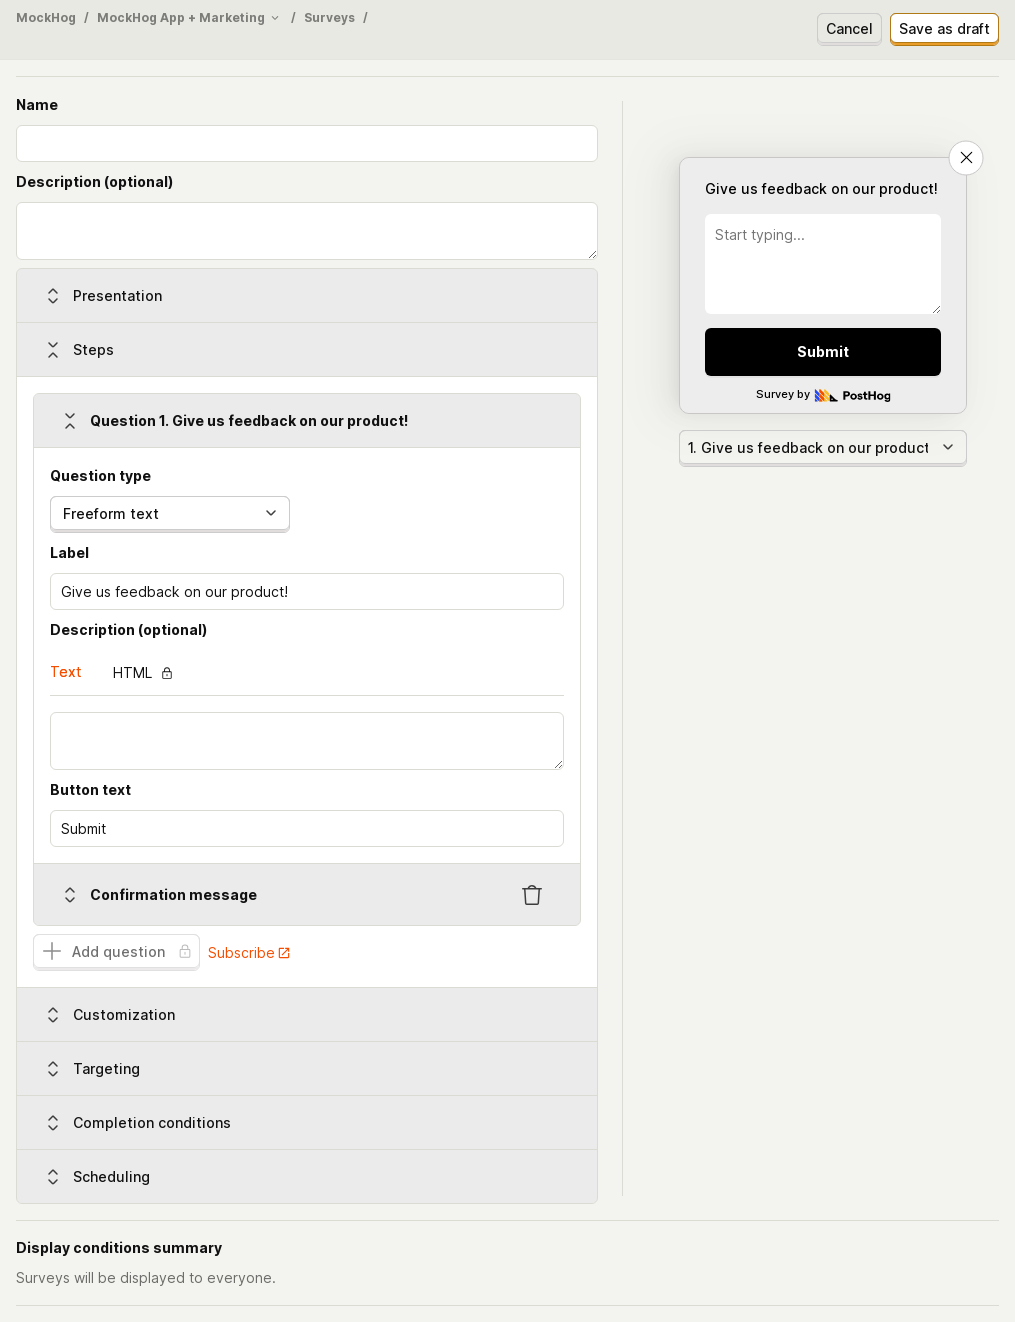 MockHog / MockHog App + Marketing / Surveys /
Cancel
Save as draft
Name
Description (optional)
Presentation
Steps
Question 1. Give us feedback on our product!
Question type
Freeform text
Label
Give us feedback on our product!
Description (optional)
Text
HTML
Button text
Submit
Confirmation message
Add question
Subscribe
Customization
Targeting
Completion conditions
Scheduling
Give us feedback on our product!
Start typing...
Submit
Survey by PostHog
1. Give us feedback on our product
Display conditions summary
Surveys will be displayed to everyone.